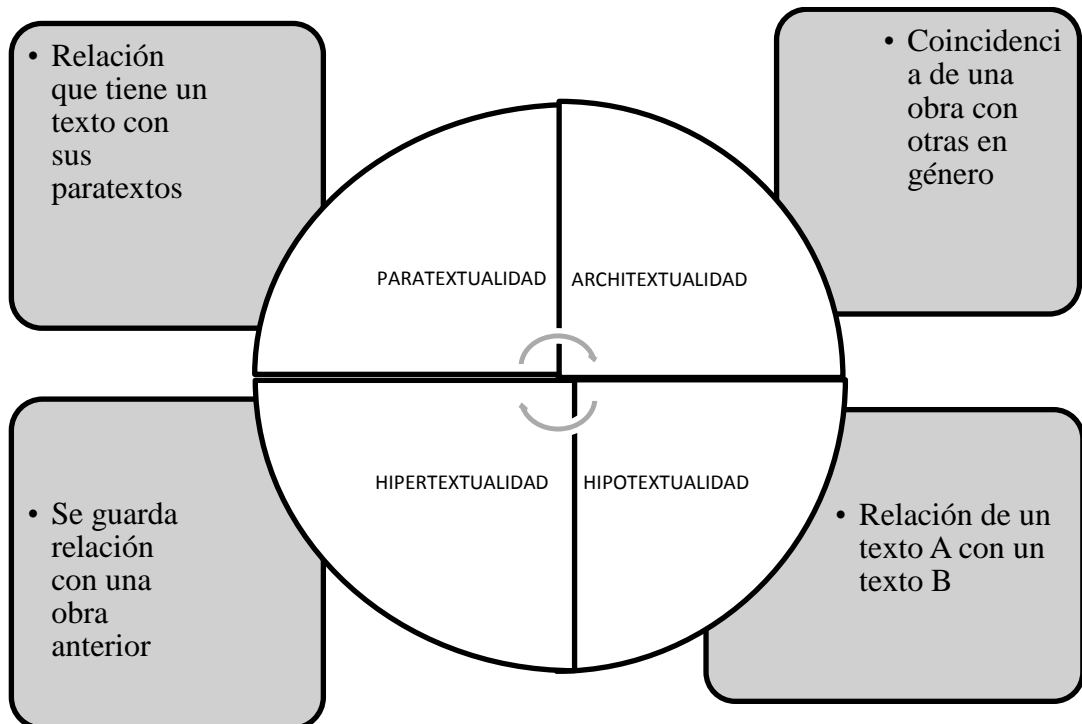 • Relación
que tiene un
texto con
sus
paratextos
• Coincidenci
a de una
obra con
otras en
género
PARATEXTUALIDAD
ARCHITEXTUALIDAD
HIPERTEXTUALIDAD
HIPOTEXTUALIDAD
• Se guarda
relación
con una
obra
anterior
• Relación de un
texto A con un
texto B